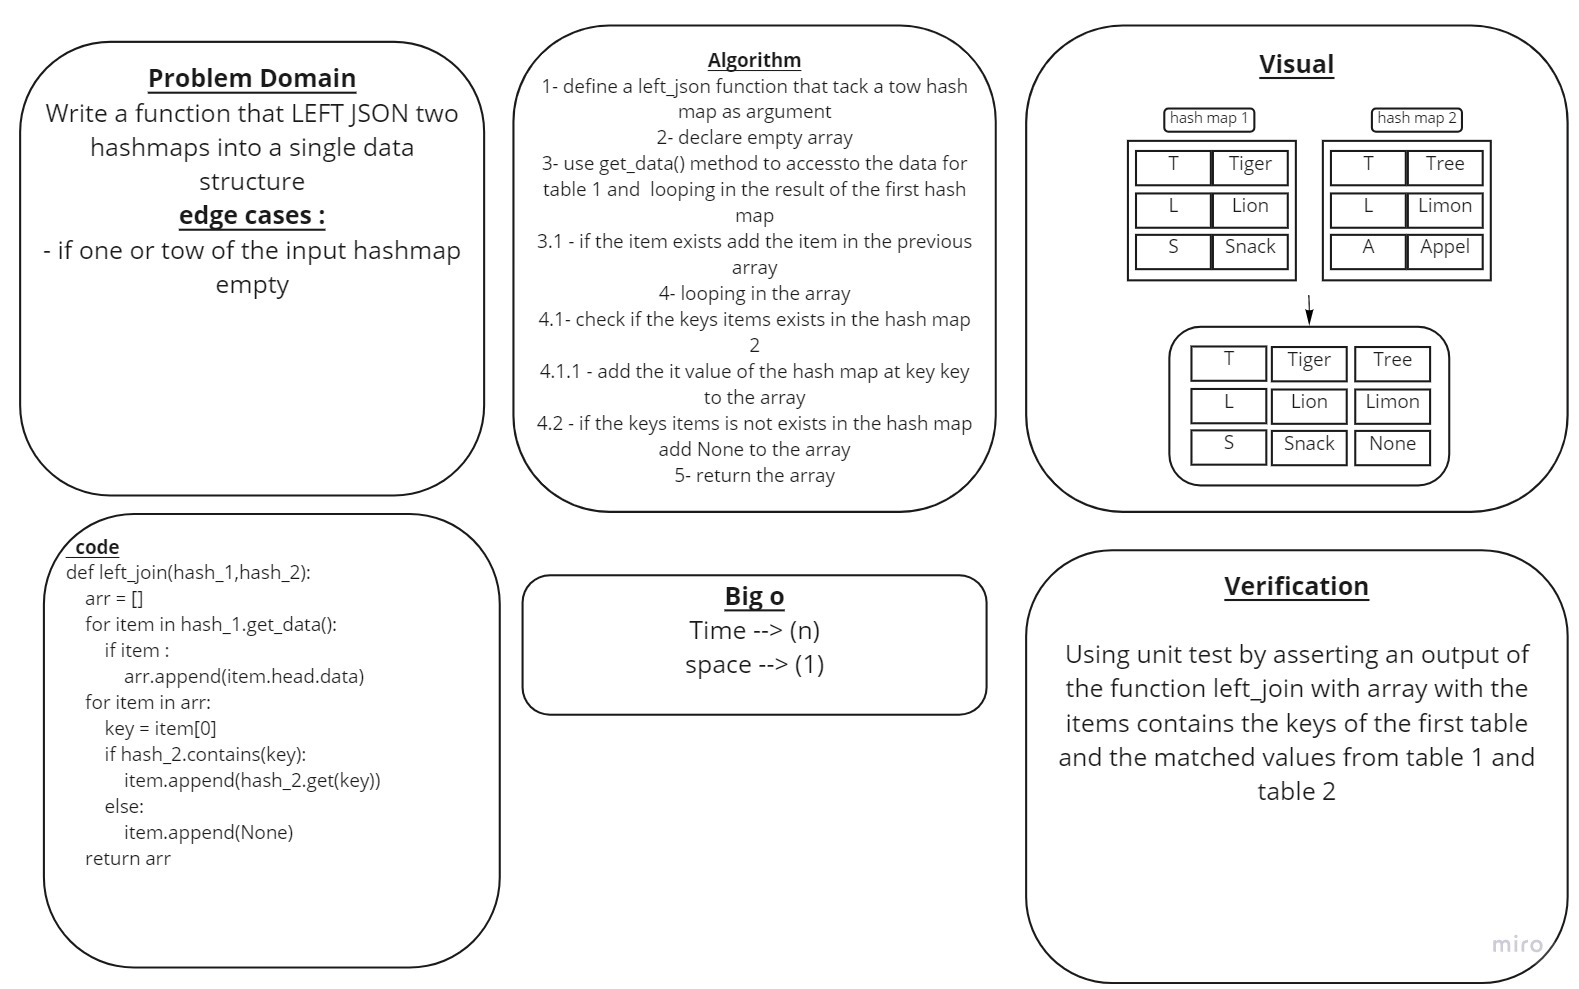 Problem Domain
Write a function that LEFT JSON two
hashmaps into a single data
structure
edge cases :
- if one or tow of the input hashmap
empty
Algorithm
1- define a left_json function that tack a tow hash
map as argument
2- declare empty array
3- use get_data() method to accessto the data for
table 1 and  looping in the result of the first hash
map
3.1 - if the item exists add the item in the previous
array
4- looping in the array
4.1- check if the keys items exists in the hash map
2
4.1.1 - add the it value of the hash map at key key
to the array
4.2 - if the keys items is not exists in the hash map
add None to the array
5- return the array
Visual
hash map 1
hash map 2
T Tiger
L Lion
S Snack
T Tree
L Limon
A Appel
T Tiger Tree
L Lion Limon
S Snack None
code
def left_join(hash_1,hash_2):
arr = []
for item in hash_1.get_data():
if item :
arr.append(item.head.data)
for item in arr:
key = item[0]
if hash_2.contains(key):
item.append(hash_2.get(key))
else:
item.append(None)
return arr
Big o
Time --> (n)
space --> (1)
Verification
Using unit test by asserting an output of
the function left_join with array with the
items contains the keys of the first table
and the matched values from table 1 and
table 2
miro